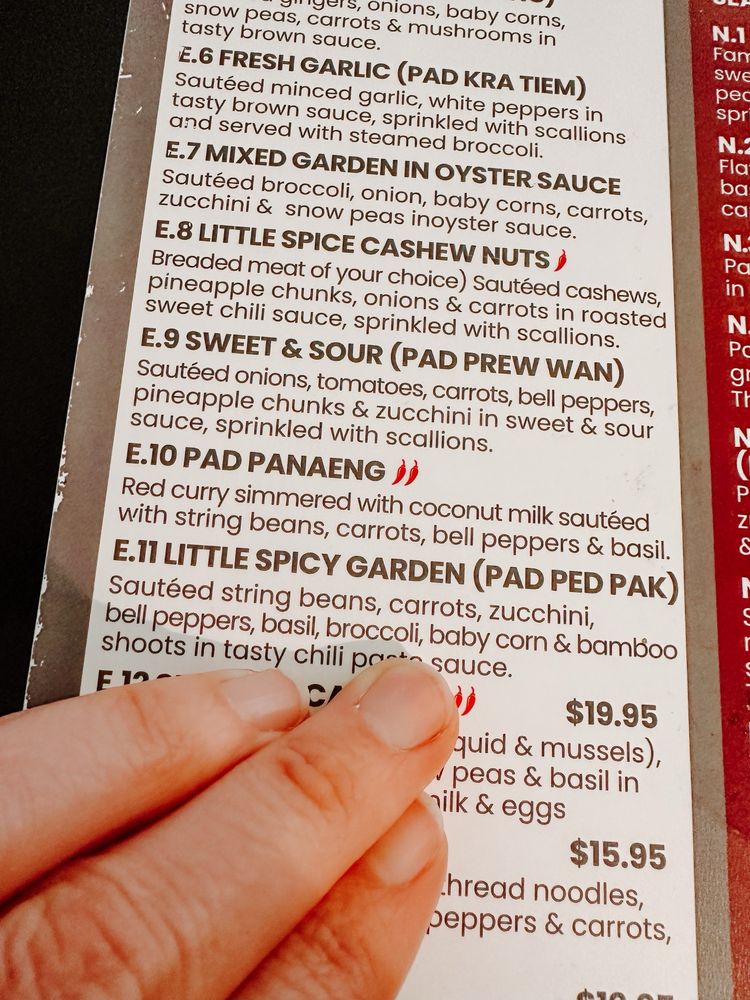 gingers, onions, baby corns,
snow peas, carrots & mushrooms in
tasty brown sauce.
E.6 FRESH GARLIC (PAD KRA TIEM)
Sautéed minced garlic, white peppers in
tasty brown sauce, sprinkled with scallions
and served with steamed broccoli.
E.7 MIXED GARDEN IN OYSTER SAUCE
Sautéed broccoli, onion, baby corns, carrots,
zucchini & snow peas inoyster sauce.
E.8 LITTLE SPICE CASHEW NUTS
Breaded meat of your choice) Sautéed cashews,
pineapple chunks, onions & carrots in roasted
sweet chili sauce, sprinkled with scallions.
E.9 SWEET & SOUR (PAD PREW WAN)
Sautéed onions, tomatoes, carrots, bell peppers,
pineapple chunks & zucchini in sweet & sour
sauce, sprinkled with scallions.
E.10 PAD PANAENG
Red curry simmered with coconut milk sautéed
with string beans, carrots, bell peppers & basil.
E.11 LITTLE SPICY GARDEN (PAD PED PAK)
Sautéed string beans, carrots, zucchini,
bell peppers, basil, broccoli, baby corn & bamboo
shoots in tasty chili paste sauce.
$19.95
& mussels),
peas & basil in
& eggs
$15.95
noodles,
peppers & carrots,
N.1
in